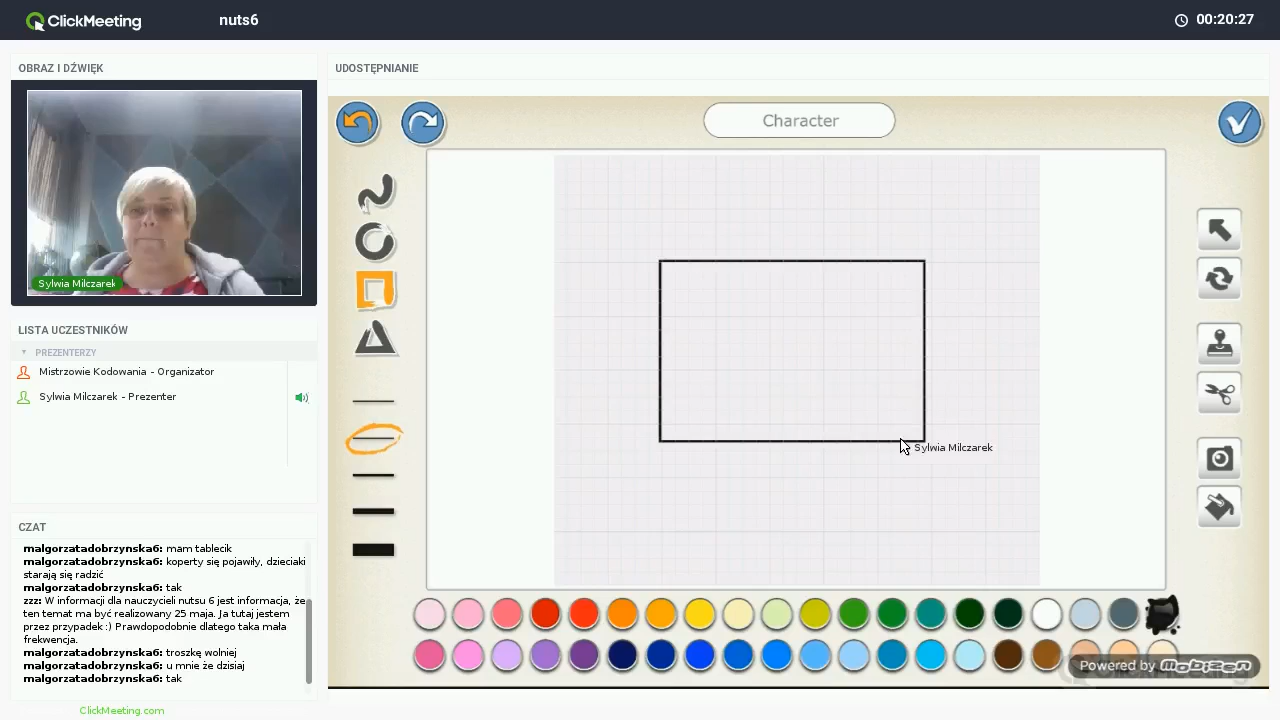 ClickMeeting
nuts6
00:20:27
OBRAZ I DŹWIĘK
UDOSTĘPNIANIE
Character
Sylwia Milczarek
LISTA UCZESTNIKÓW
PREZENTERZY
Mistrzowie Kodowania - Organizator
Sylwia Milczarek - Prezenter
Sylwia Milczarek
CZAT
malgorzatadobrzynska6: mam tablecik
malgorzatadobrzynska6: koperty się pojawiły, dzieciaki
starają się radzić
malgorzatadobrzynska6: tak
zzz: W informacji dla nauczycieli nutsu 6 jest informacja, że
ten temat ma być realizowany 25 maja. Ja tutaj jestem
przez przypadek :) Prawdopodobnie dlatego taka mała
frekwencja.
malgorzatadobrzynska6: troszkę wolniej
malgorzatadobrzynska6: u mnie że dzisiaj
malgorzatadobrzynska6: tak
Powered by Mobizen
ClickMeeting
ClickMeeting.com